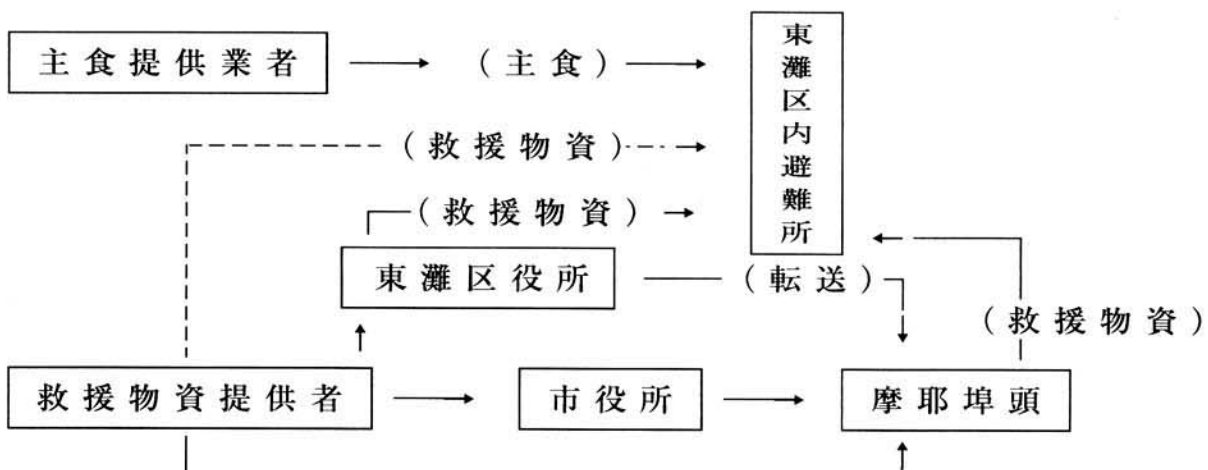 主食提供業者
(主食)
東灘区内避難所
(救援物資)
(救援物資)
東灘区役所
(転送)
(救援物資)
救援物資提供者
市役所
摩耶埠頭